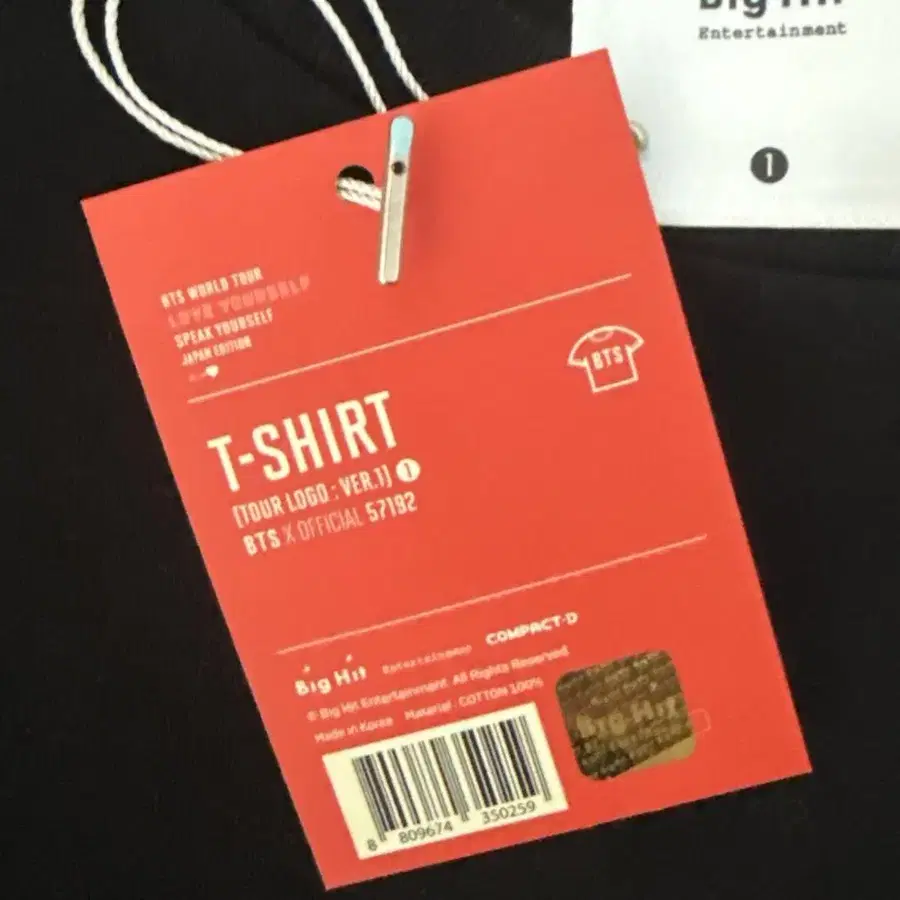 Big Hit
Entertainment
1
BTS WORLD TOUR
LOVE YOURSELF
SPEAK YOURSELF
JAPAN EDITION
BTS
T-SHIRT
[TOUR LOGO : VER.1] 1
BTS X OFFICIAL 57192
Big Hit Entertainment COMPACT-D
© Big Hit Entertainment. All Rights Reserved.
Made in Korea Material : COTTON 100%
Big Hit
8 809674 350259